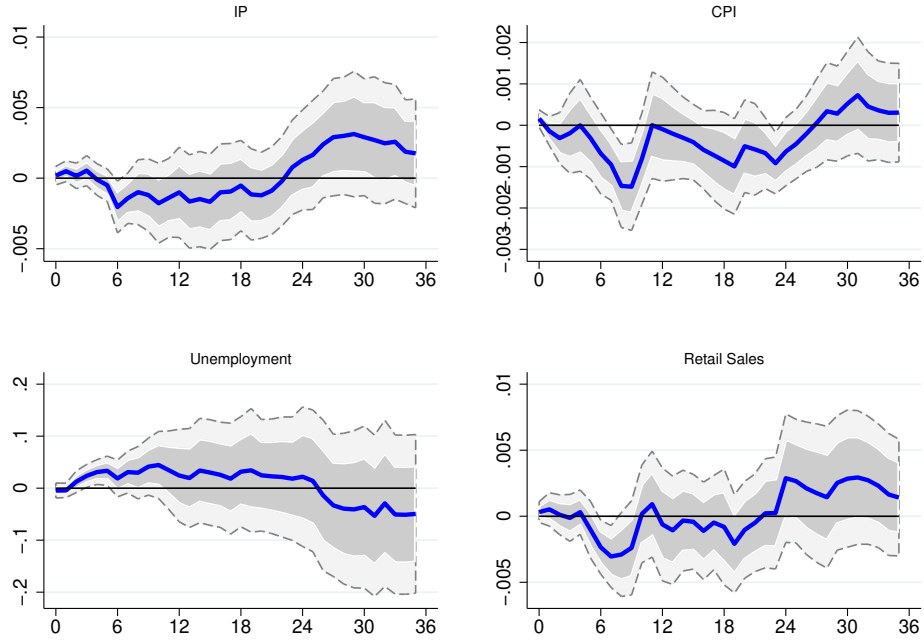 IP
.01
.005
0
-.005
0 6 12 18 24 30 36
CPI
.002
.001
0
-.001
-.002
-.003
0 6 12 18 24 30 36
Unemployment
.2
.1
0
-.1
-.2
0 6 12 18 24 30 36
Retail Sales
.01
.005
0
-.005
0 6 12 18 24 30 36